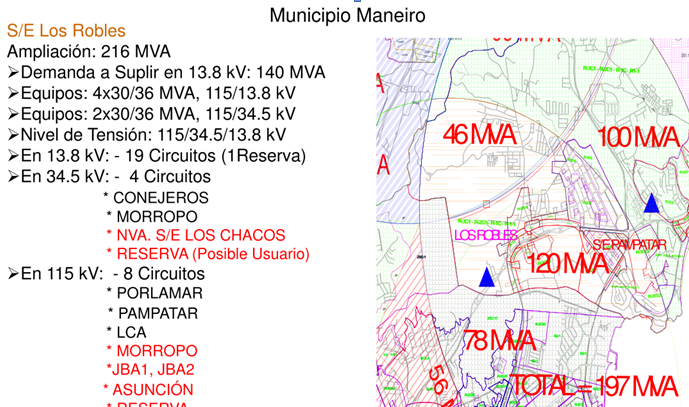 Municipio Maneiro
S/E Los Robles
Ampliación: 216 MVA
➢Demanda a Suplir en 13.8 kV: 140 MVA
➢Equipos: 4x30/36 MVA, 115/13.8 kV
➢Equipos: 2x30/36 MVA, 115/34.5 kV
➢Nivel de Tensión: 115/34.5/13.8 kV
➢En 13.8 kV: - 19 Circuitos (1Reserva)
➢En 34.5 kV: - 4 Circuitos
* CONEJEROS
* MORROPO
* NVA. S/E LOS CHACOS
* RESERVA (Posible Usuario)
➢En 115 kV: - 8 Circuitos
* PORLAMAR
* PAMPATAR
* LCA
* MORROPO
*JBA1, JBA2
* ASUNCIÓN
* RESERVA
46 MVA
100 MVA
LOS ROBLES
S/E PAMPATAR
120 MVA
78 MVA
56 M
TOTAL = 197 MVA